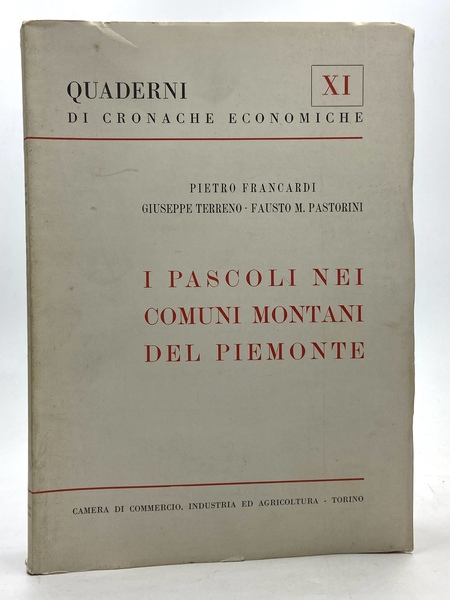 QUADERNI
XI
DI CRONACHE ECONOMICHE
PIETRO FRANCARDI
GIUSEPPE TERRENO - FAUSTO M. PASTORINI
I PASCOLI NEI
COMUNI MONTANI
DEL PIEMONTE
CAMERA DI COMMERCIO, INDUSTRIA ED AGRICOLTURA - TORINO